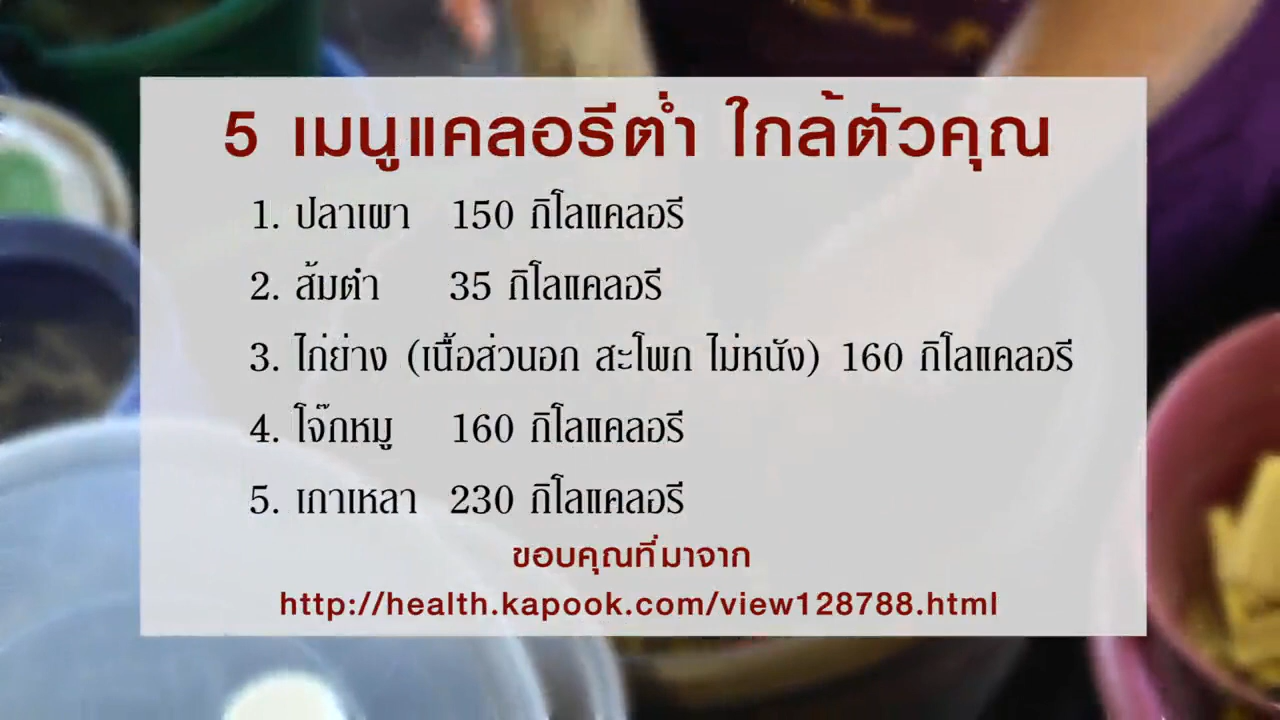 5 เมนูแคลอรีต่ำ ใกล้ตัวคุณ
1. ปลาเผา 150 กิโลแคลอรี
2. ส้มตำ 35 กิโลแคลอรี
3. ไก่ย่าง (เนื้อส่วนอก สะโพก ไม่หนัง) 160 กิโลแคลอรี
4. โจ๊กหมู 160 กิโลแคลอรี
5. เกาเหลา 230 กิโลแคลอรี
ขอบคุณที่มาจาก
http://health.kapook.com/view128788.html